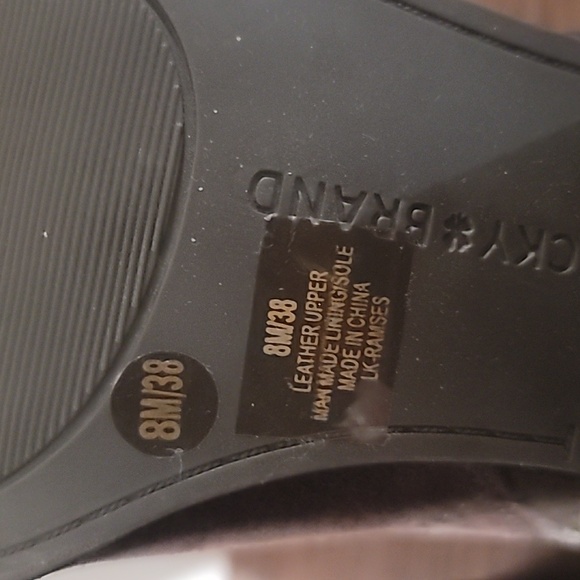 CKY BRAND
8M/38
LEATHER UPPER
MAN MADE LINING/SOLE
MADE IN CHINA
LK-RAMSES
8M/38